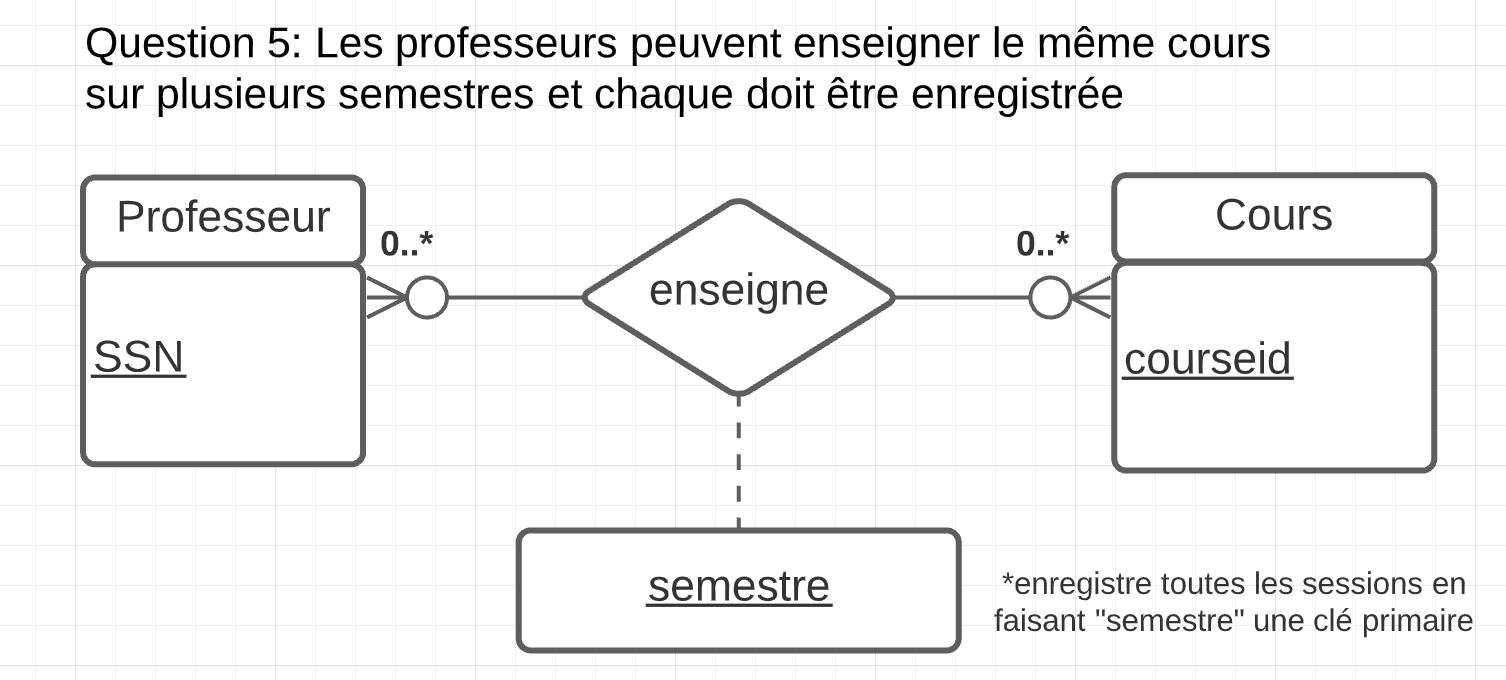 Question 5: Les professeurs peuvent enseigner le même cours
sur plusieurs semestres et chaque doit être enregistrée
Professeur
0..*
enseigne
0..*
Cours
SSN
courseid
semestre
*enregistre toutes les sessions en
faisant "semestre" une clé primaire